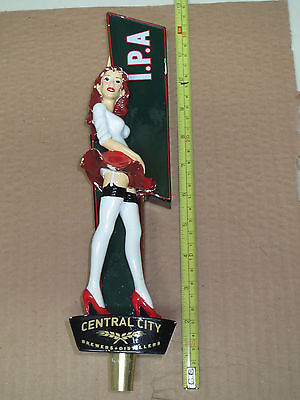 I.P.A
CENTRAL CITY
BREWERS + DISTILLERS